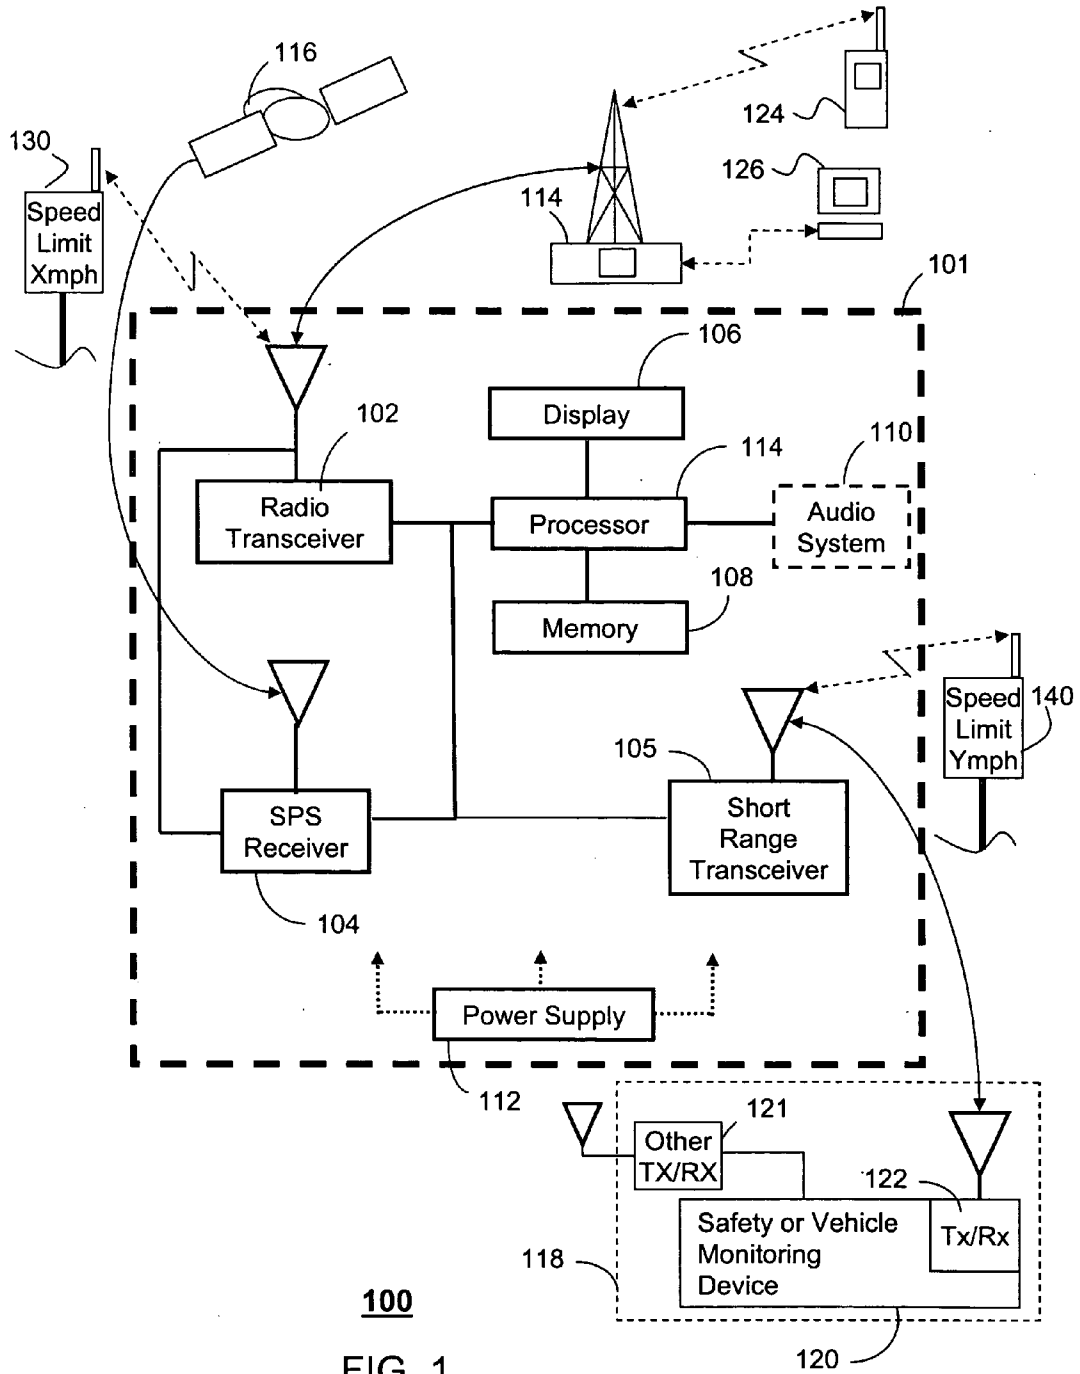 116
124
130
126
114
Speed
Limit
Xmph
101
106
Display
102
114
110
Radio
Transceiver
Processor
Audio
System
108
Memory
Speed
Limit
Ymph
140
105
SPS
Receiver
Short
Range
Transceiver
104
Power Supply
112
121
Other
TX/RX
122
Tx/Rx
Safety or Vehicle
Monitoring
Device
118
100
120
FIG. 1